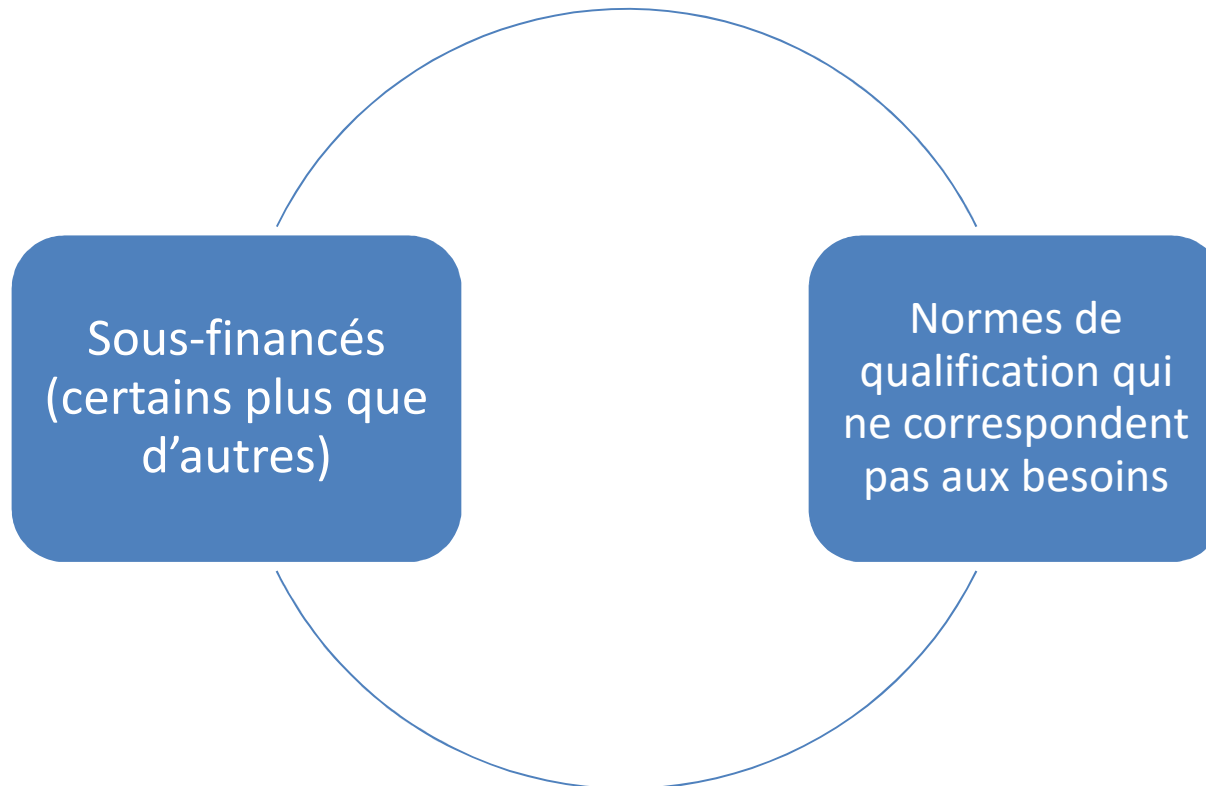 Sous-financés
(certains plus que
d’autres)
Normes de
qualification qui
ne correspondent
pas aux besoins